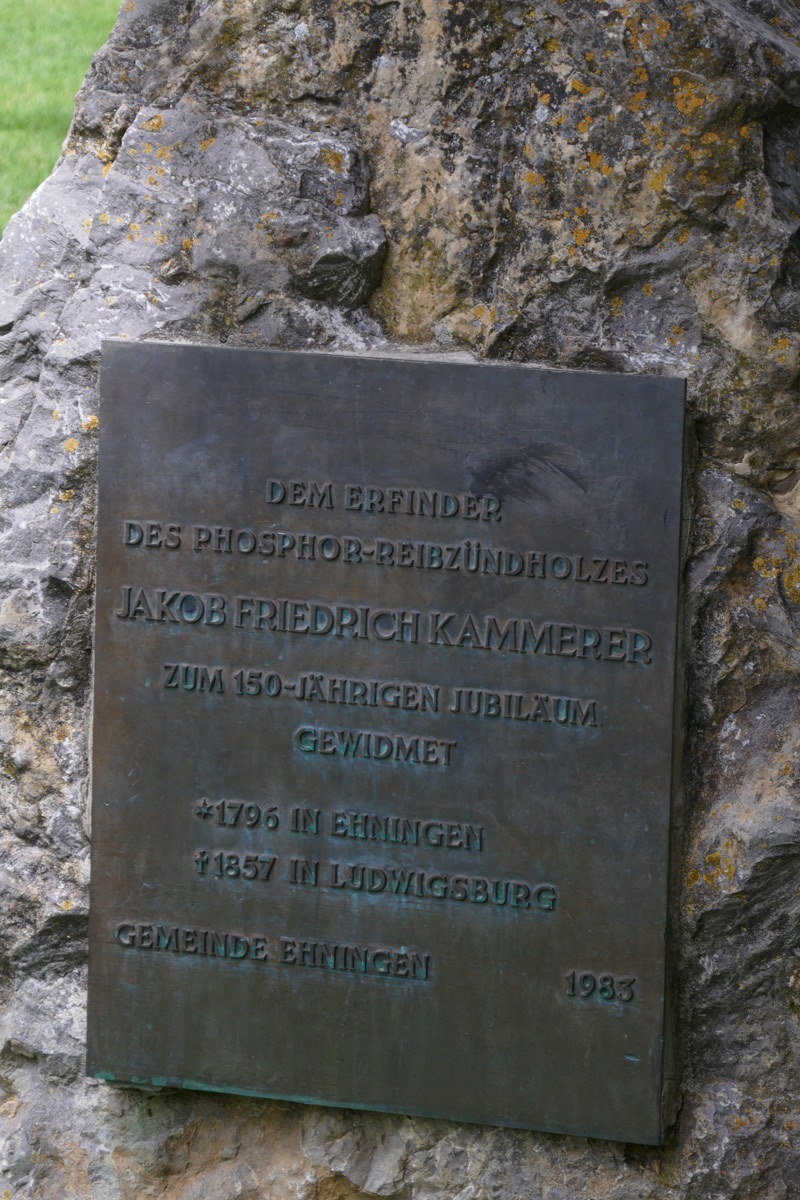 DEM ERFINDER
DES PHOSPHOR-REIBZÜNDHOLZES
JAKOB FRIEDRICH KAMMERER
ZUM 150-JÄHRIGEN JUBILÄUM
GEWIDMET
*1796 IN EHNINGEN
†1857 IN LUDWIGSBURG
GEMEINDE EHNINGEN 1983